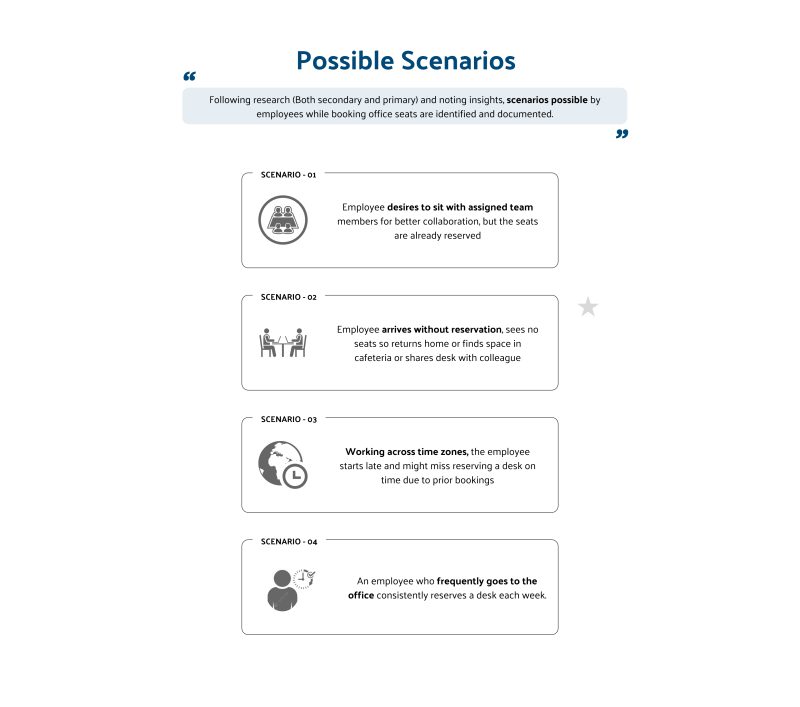 Possible Scenarios
“
Following research (Both secondary and primary) and noting insights, scenarios possible by
employees while booking office seats are identified and documented.
”
SCENARIO - 01
Employee desires to sit with assigned team
members for better collaboration, but the seats
are already reserved
SCENARIO - 02
Employee arrives without reservation, sees no
seats so returns home or finds space in
cafeteria or shares desk with colleague
SCENARIO - 03
Working across time zones, the employee
starts late and might miss reserving a desk on
time due to prior bookings
SCENARIO - 04
An employee who frequently goes to the
office consistently reserves a desk each week.